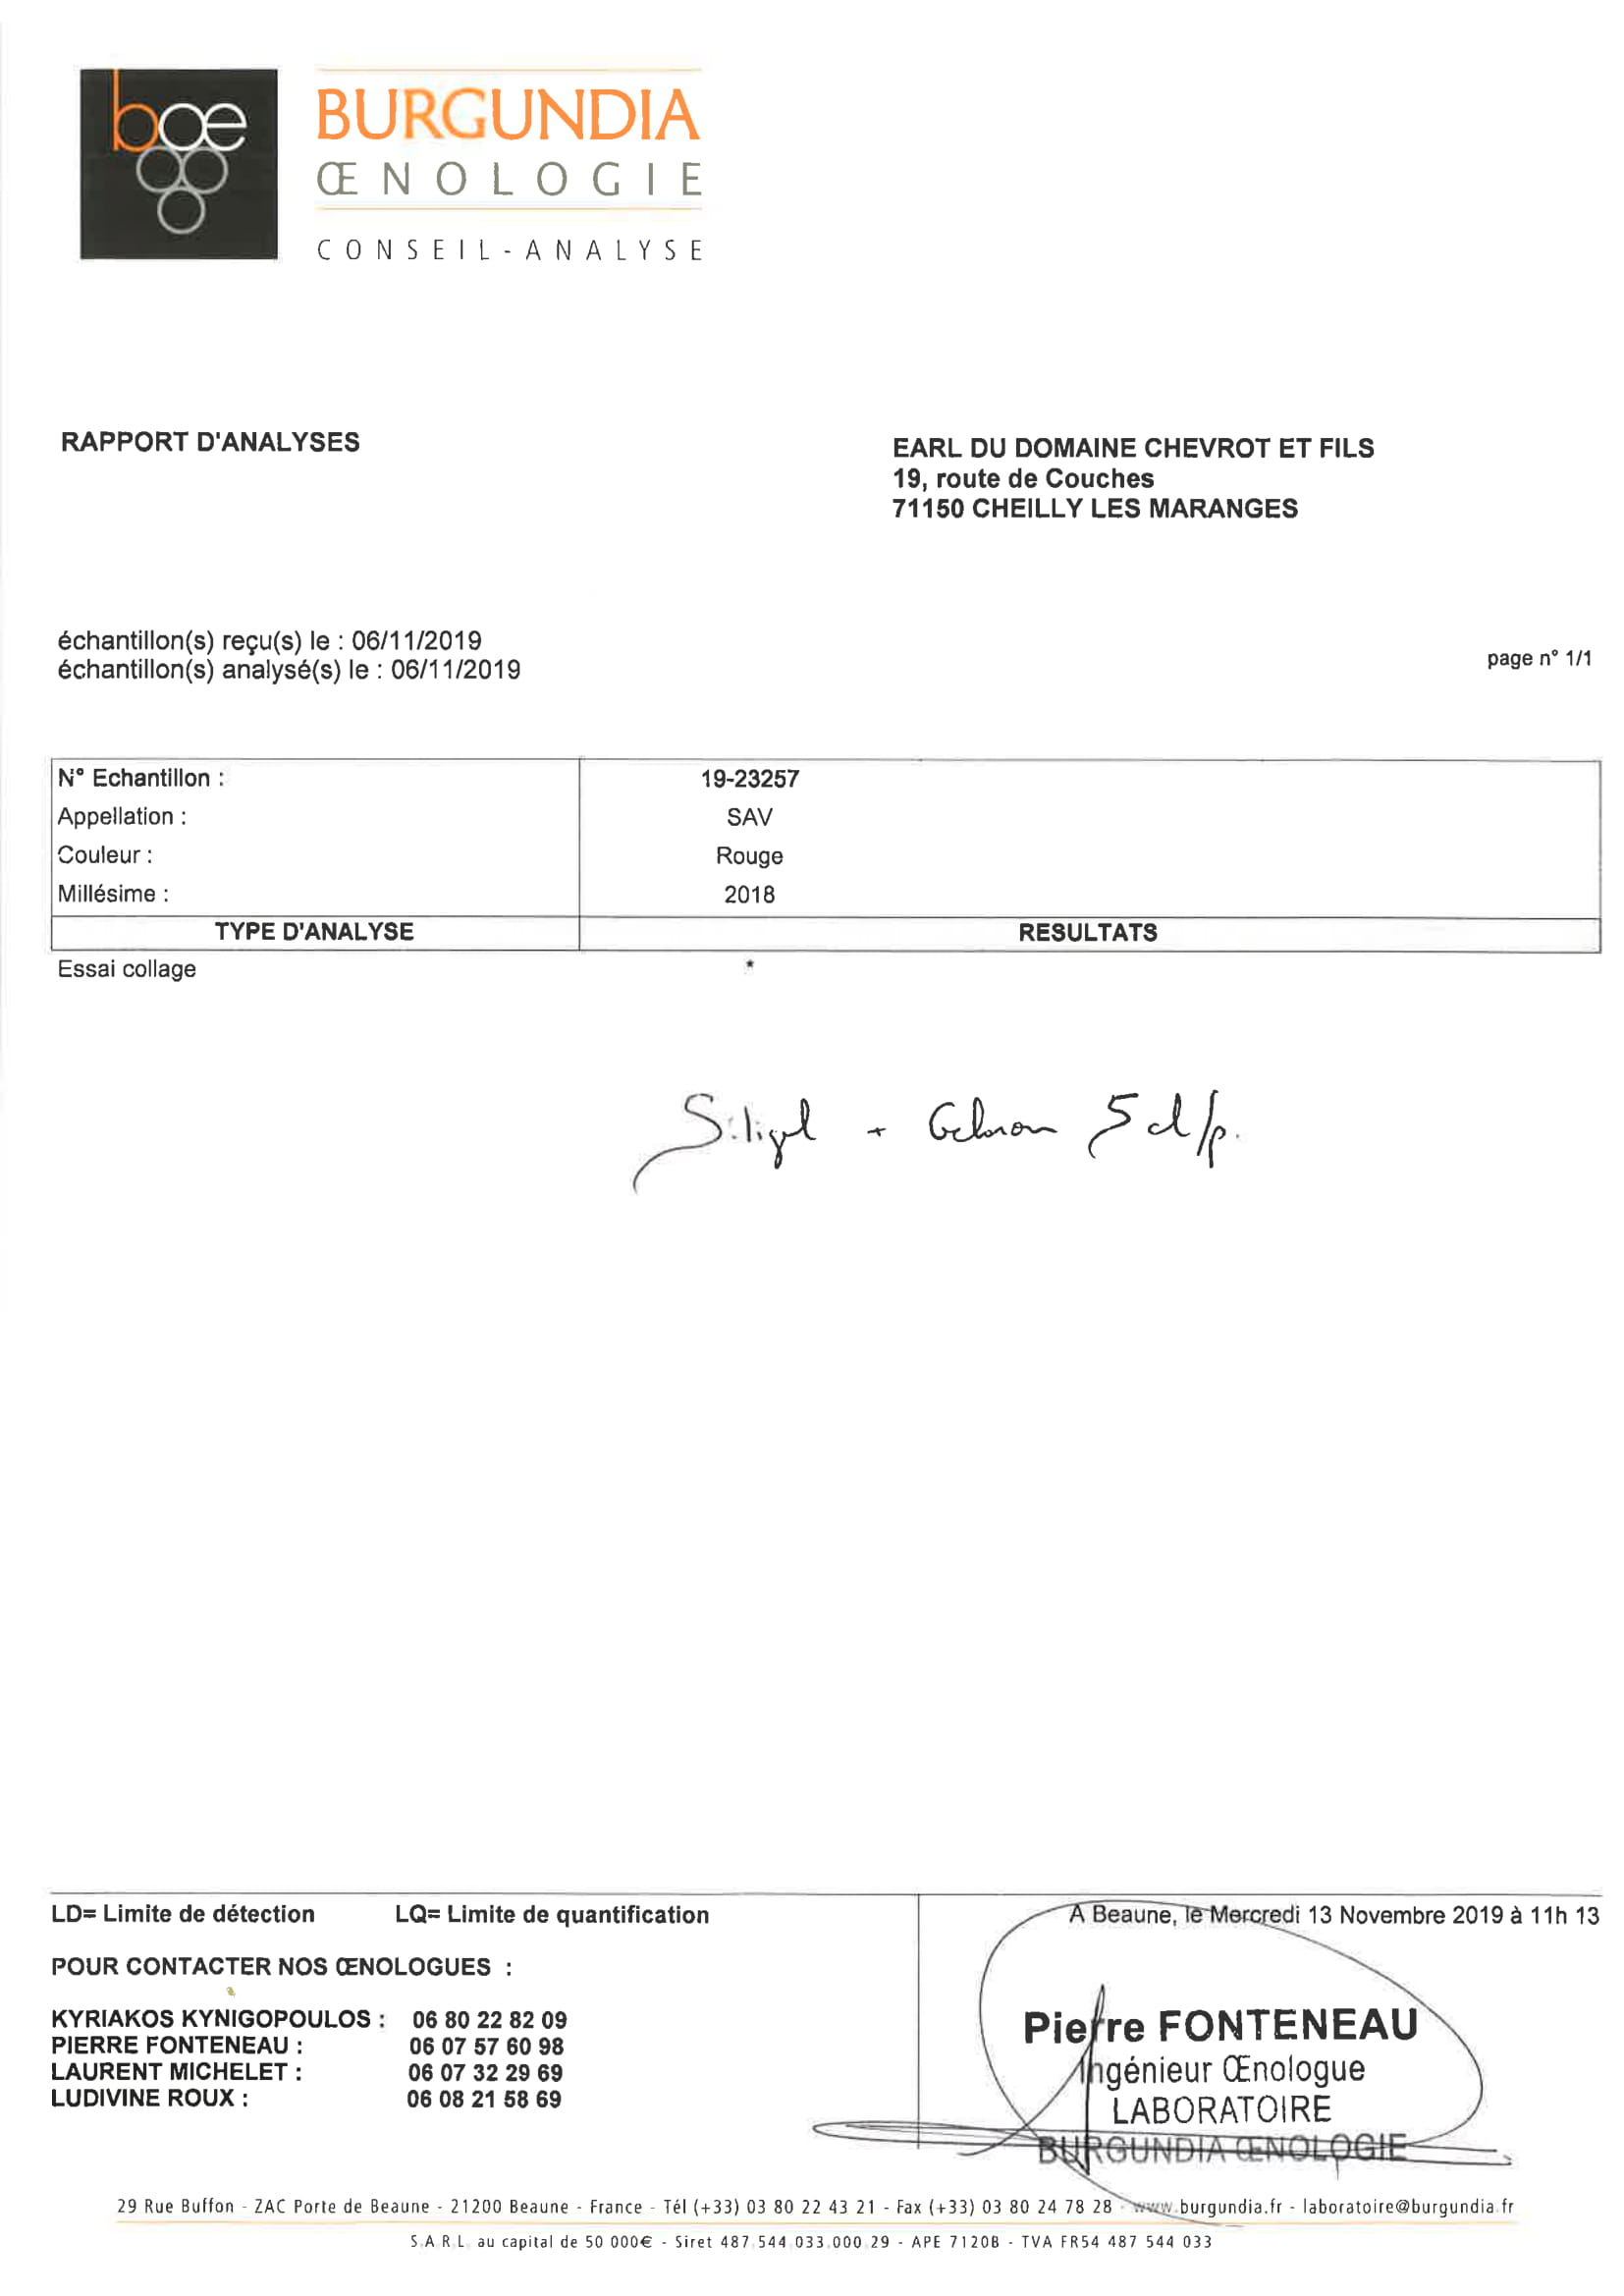 boe
BURGUNDIA
ŒNOLOGIE
CONSEIL-ANALYSE
RAPPORT D'ANALYSES
EARL DU DOMAINE CHEVROT ET FILS
19, route de Couches
71150 CHEILLY LES MARANGES
échantillon(s) reçu(s) le : 06/11/2019
échantillon(s) analysé(s) le : 06/11/2019
page n° 1/1
N° Echantillon : 19-23257
Appellation : SAV
Couleur : Rouge
Millésime : 2018
TYPE D'ANALYSE RESULTATS
Essai collage *
Siligel + 5 cl/p.
LD= Limite de détection LQ= Limite de quantification
A Beaune, le Mercredi 13 Novembre 2019 à 11h 13
POUR CONTACTER NOS ŒNOLOGUES :
KYRIAKOS KYNIGOPOULOS : 06 80 22 82 09
PIERRE FONTENEAU : 06 07 57 60 98
LAURENT MICHELET : 06 07 32 29 69
LUDIVINE ROUX : 06 08 21 58 69
Pierre FONTENEAU
Ingénieur Œnologue
LABORATOIRE
BURGUNDIA ŒNOLOGIE
29 Rue Buffon - ZAC Porte de Beaune - 21200 Beaune - France - Tél (+33) 03 80 22 43 21 - Fax (+33) 03 80 24 78 28 - www.burgundia.fr - laboratoire@burgundia.fr
S.A.R.L. au capital de 50 000€ - Siret 487 544 033 000 29 - APE 7120B - TVA FR54 487 544 033